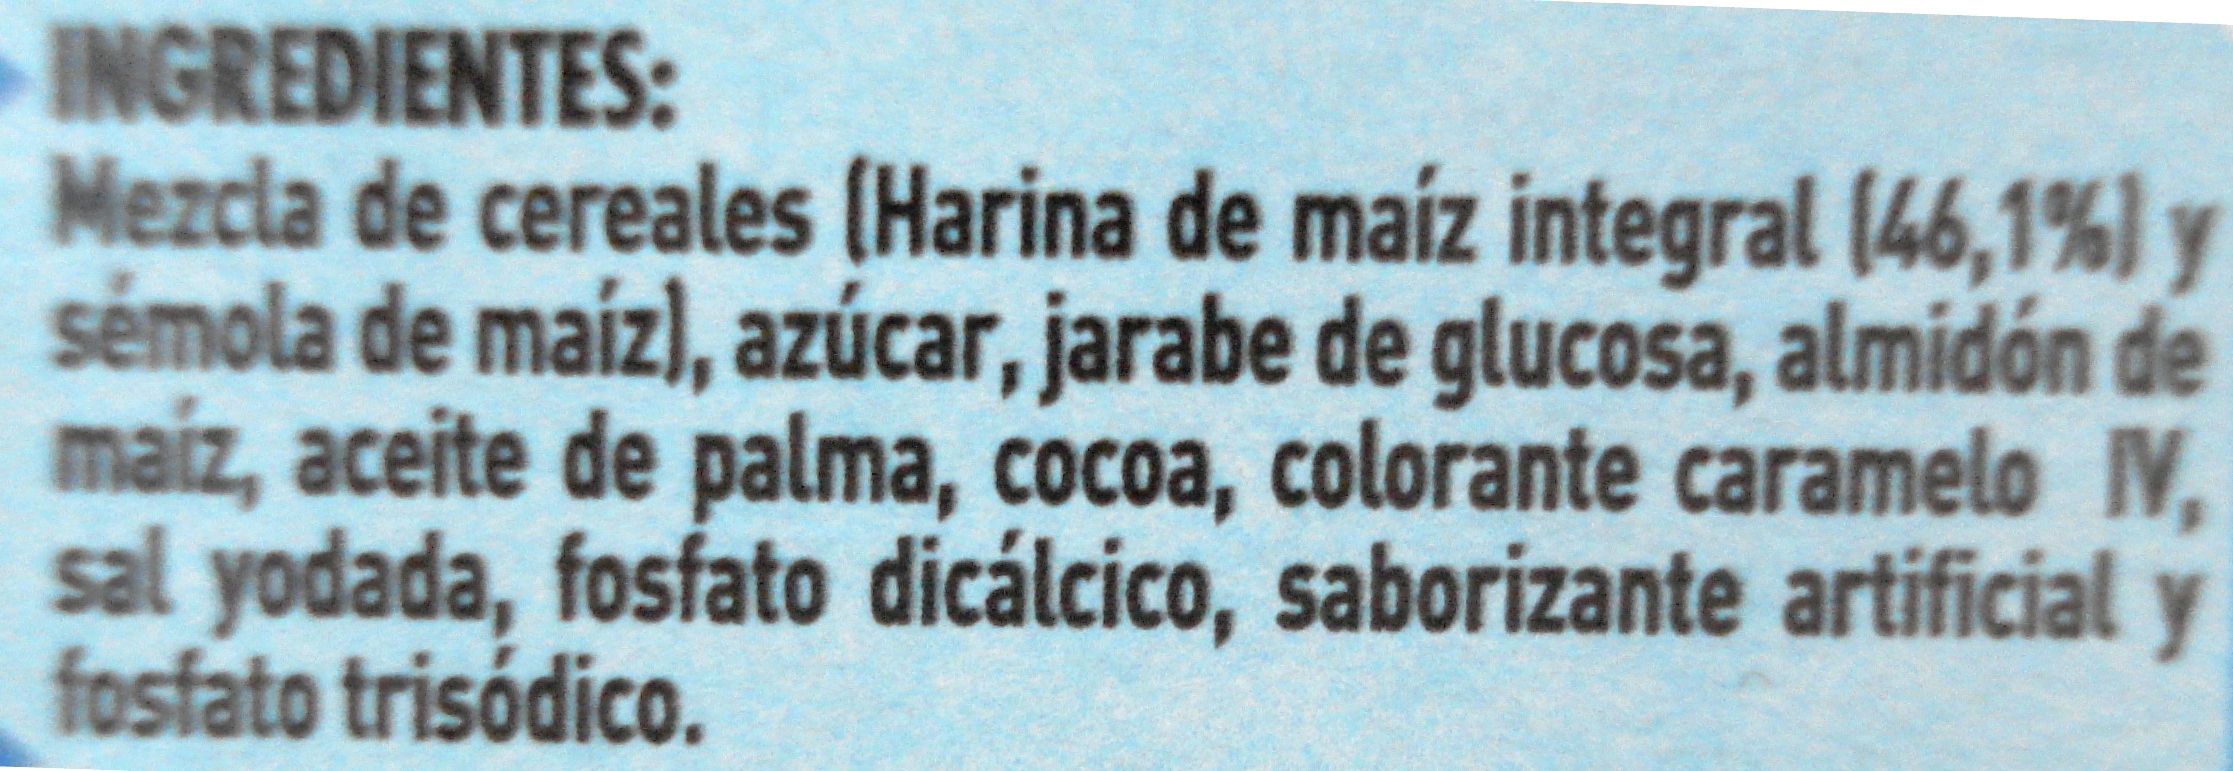 INGREDIENTES:
Mezcla de cereales (Harina de maíz integral (46,1%) y
sémola de maíz), azúcar, jarabe de glucosa, almidón de
maíz, aceite de palma, cocoa, colorante caramelo IV,
sal yodada, fosfato dicálcico, saborizante artificial y
fosfato trisódico.